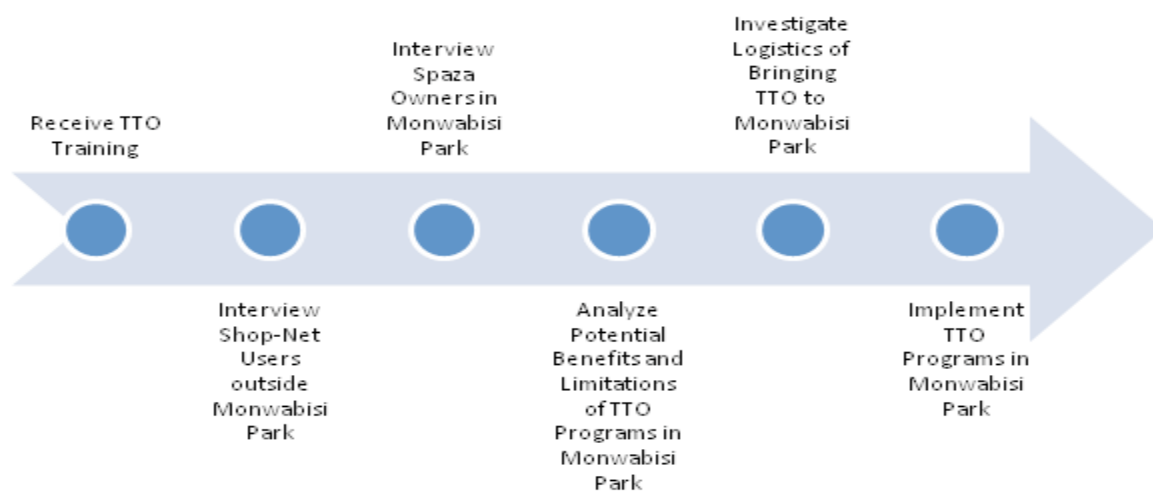 Receive TTO
Training
Interview
Shop-Net
Users
outside
Monwabisi
Park
Interview
Spaza
Owners in
Monwabisi
Park
Analyze
Potential
Benefits and
Limitations
of TTO
Programs in
Monwabisi
Park
Investigate
Logistics of
Bringing
TTO to
Monwabisi
Park
Implement
TTO
Programs in
Monwabisi
Park